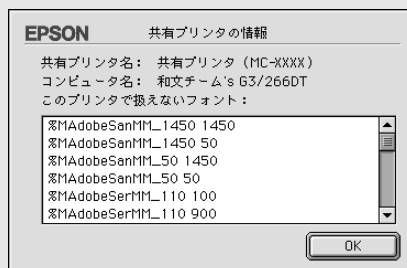 EPSON 共有プリンタの情報
共有プリンタ名： 共有プリンタ（MC-XXXX）
コンピュータ名： 和文チーム's G3/266DT
このプリンタで扱えないフォント：
%MAdobeSanMM_1450 1450
%MAdobeSanMM_1450 50
%MAdobeSanMM_50 1450
%MAdobeSanMM_50 50
%MAdobeSerMM_110 100
%MAdobeSerMM_110 900
OK